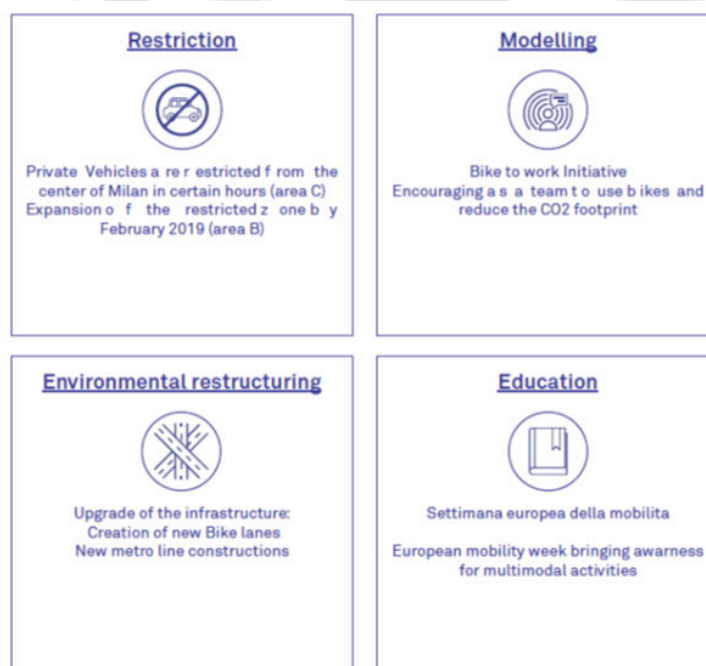 Restriction
Private Vehicles a re r estricted f rom the
center of Milan in certain hours (area C)
Expansion o f the restricted z one b y
February 2019 (area B)
Modelling
Bike to work Initiative
Encouraging a s a team t o use b ikes and
reduce the CO2 footprint
Environmental restructuring
Upgrade of the infrastructure:
Creation of new Bike lanes
New metro line constructions
Education
Settimana europea della mobilita
European mobility week bringing awarness
for multimodal activities